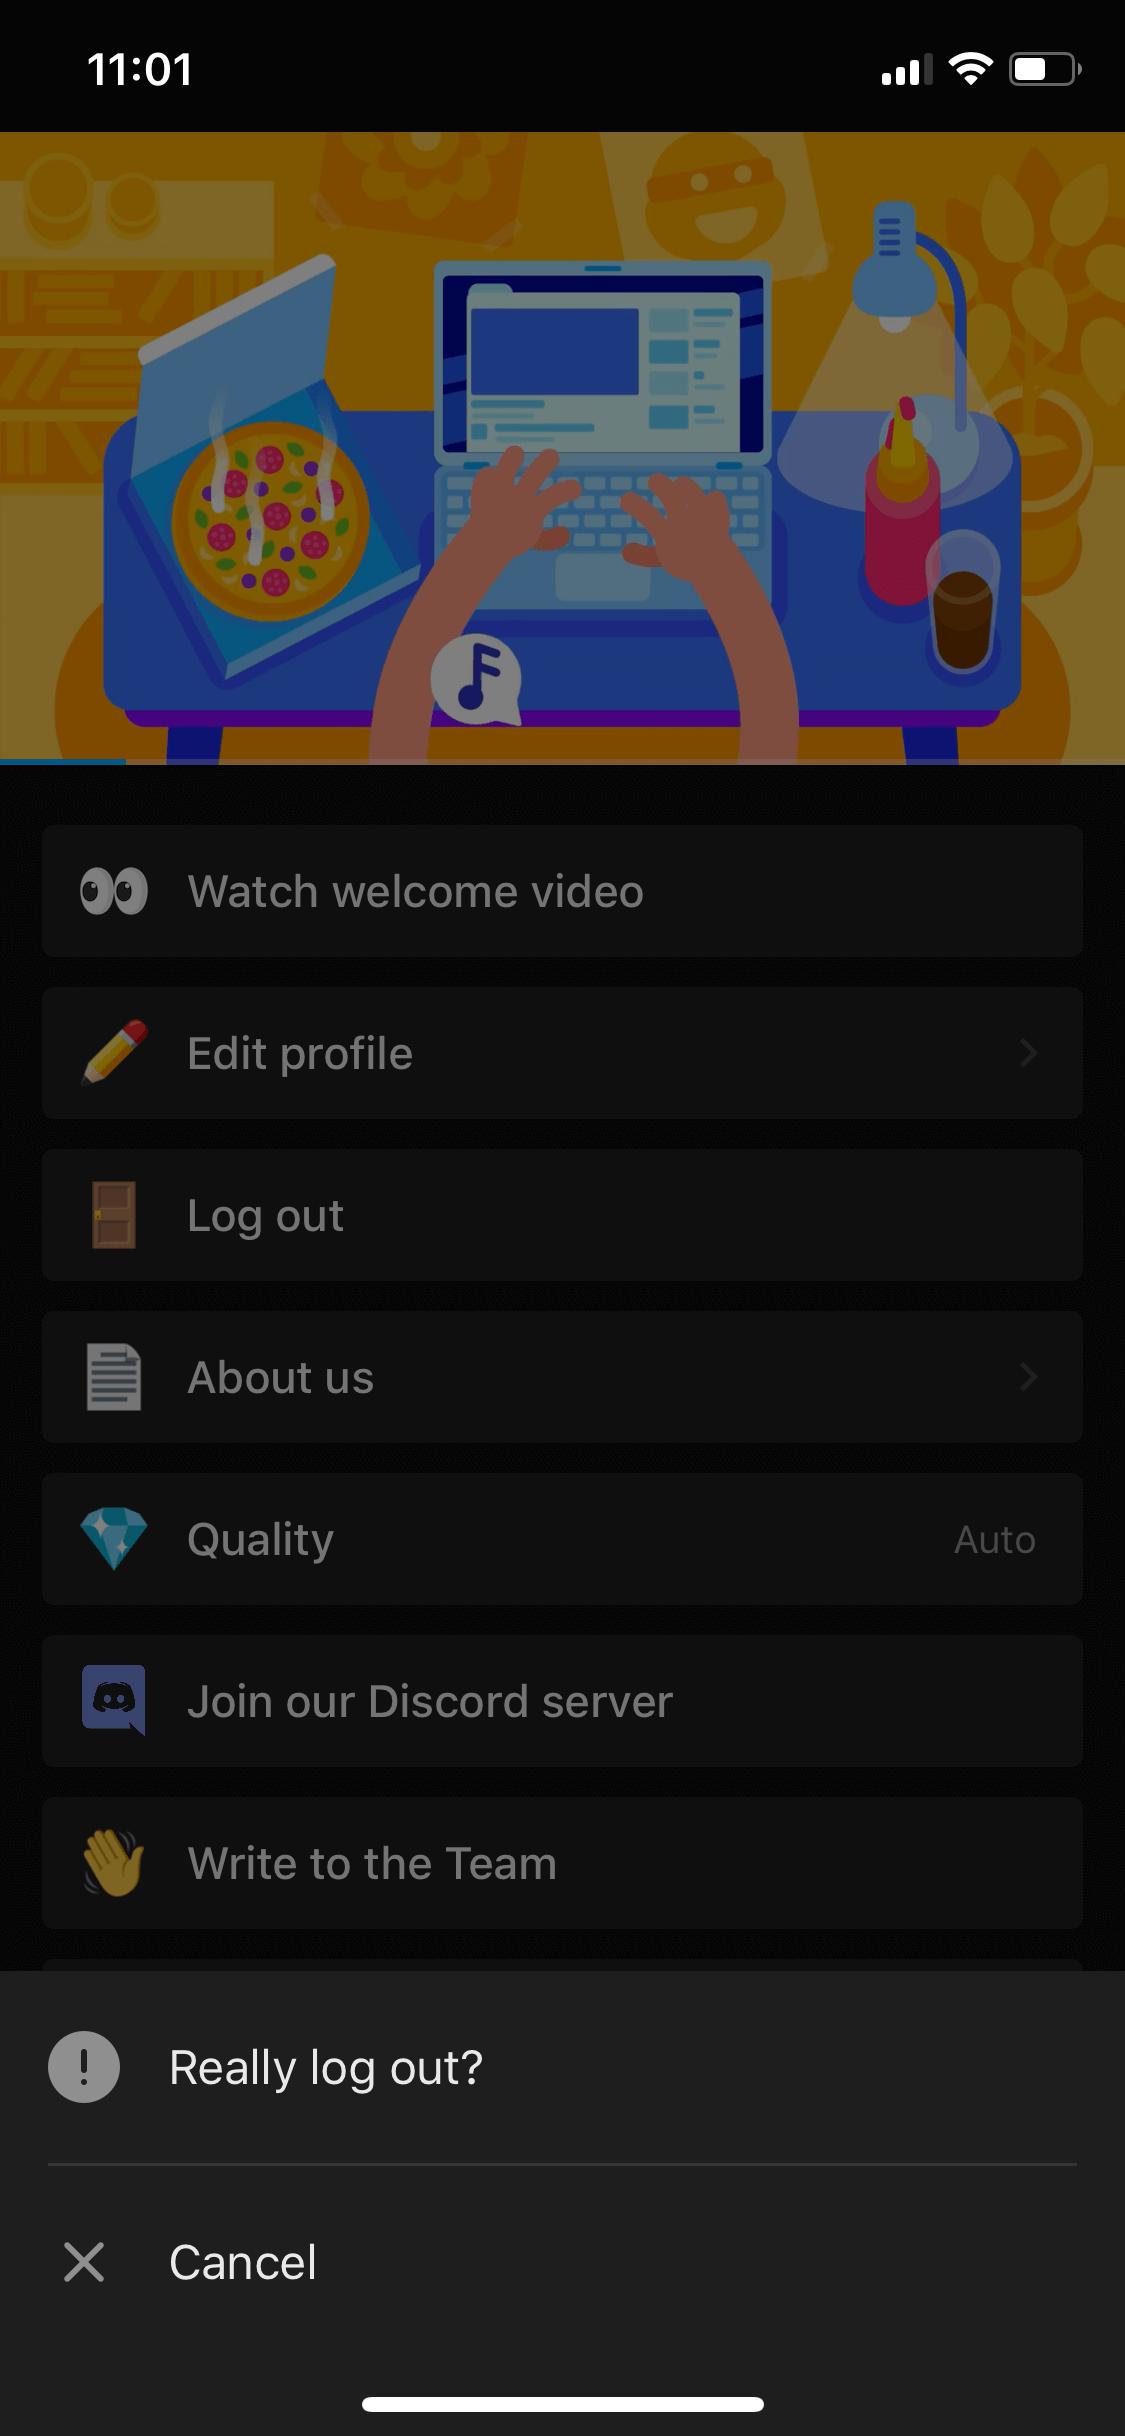 11:01
Watch welcome video
Edit profile
Log out
About us
Quality
Auto
Join our Discord server
Write to the Team
Really log out?
Cancel